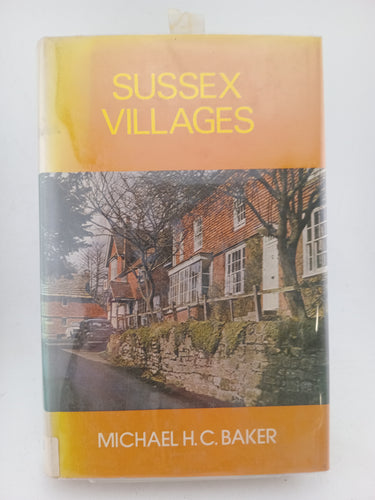 SUSSEX
VILLAGES
MICHAEL H. C. BAKER